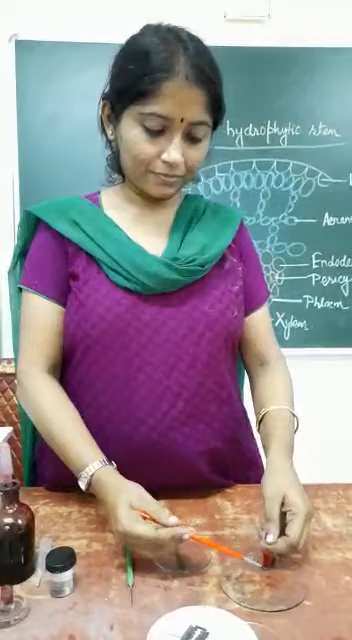 hydrophytic stem
Aeren
Endode
Pericy
Phloem
Xylem